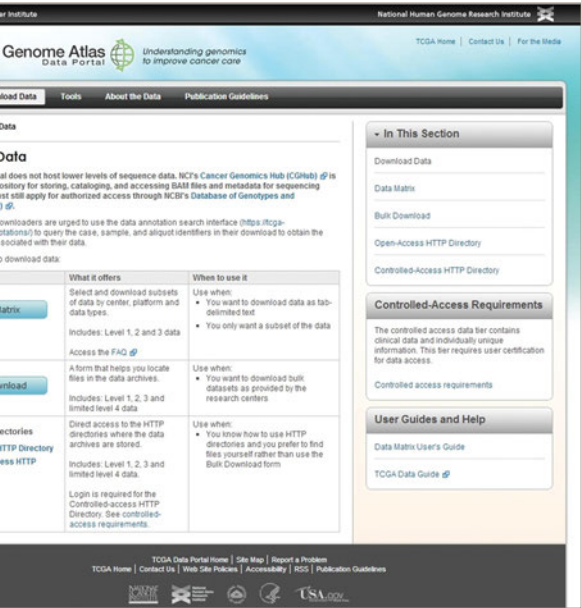 er Institute
National Human Genome Research Institute
TCGA Home | Contact Us | For the Media
Genome Atlas
Data Portal
Understanding genomics
to improve cancer care
load Data Tools About the Data Publication Guidelines
Data
Data
al does not host lower levels of sequence data. NCI's Cancer Genomics Hub (CGHub) is
ository for storing, cataloging, and accessing BAM files and metadata for sequencing
ust still apply for authorized access through NCBI's Database of Genotypes and
ownloaders are urged to use the data annotation search interface (https://tcga-
otations/) to query the case, sample, and aliquot identifiers in their download to obtain the
sociated with their data.
o download data:
What it offers When to use it
Matrix
Select and download subsets
of data by center, platform and
data types.
Includes: Level 1, 2 and 3 data
Access the FAQ
Use when:
• You want to download data as tab-
delimited text
• You only want a subset of the data
wnload
A form that helps you locate
files in the data archives.
Includes: Level 1, 2, 3 and
limited level 4 data
Use when:
• You want to download bulk
datasets as provided by the
research centers
ectories
HTTP Directory
ess HTTP
Direct access to the HTTP
directories where the data
archives are stored.
Includes: Level 1, 2, 3 and
limited level 4 data.
Login is required for the
Controlled-access HTTP
Directory. See controlled-
access requirements.
Use when:
• You know how to use HTTP
directories and you prefer to find
files yourself rather than use the
Bulk Download form
In This Section
Download Data
Data Matrix
Bulk Download
Open-Access HTTP Directory
Controlled-Access HTTP Directory
Controlled-Access Requirements
The controlled access data tier contains
clinical data and individually unique
information. This tier requires user certification
for data access.
Controlled access requirements
User Guides and Help
Data Matrix User's Guide
TCGA Data Guide
TCGA Data Portal Home | Site Map | Report a Problem
TCGA Home | Contact Us | Web Site Policies | Accessibility | RSS | Publication Guidelines
USA.gov